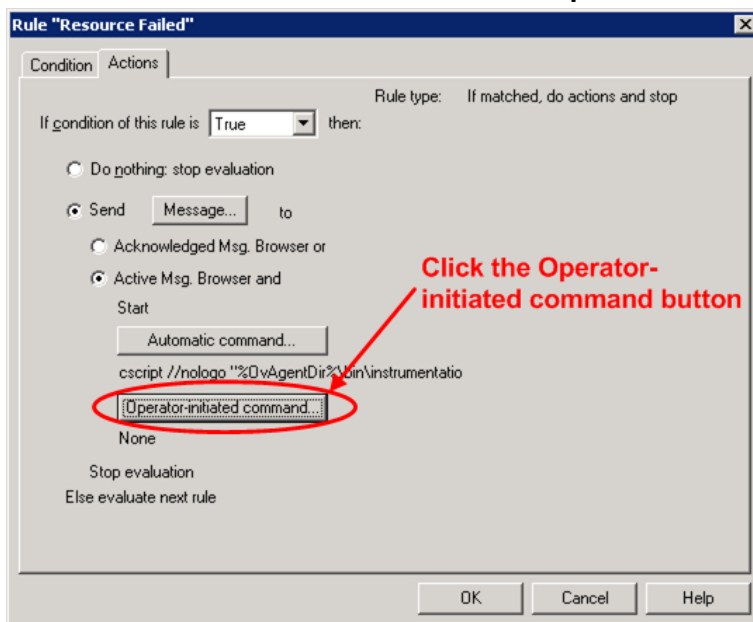 Rule "Resource Failed"
Condition Actions
Rule type: If matched, do actions and stop
If condition of this rule is True then:
Do nothing: stop evaluation
Send Message... to
Acknowledged Msg. Browser or
Active Msg. Browser and
Click the Operator-
initiated command button
Start
Automatic command...
cscript //nologo "%OvAgentDir%\bin\instrumentatio
Operator-initiated command...
None
Stop evaluation
Else evaluate next rule
OK Cancel Help